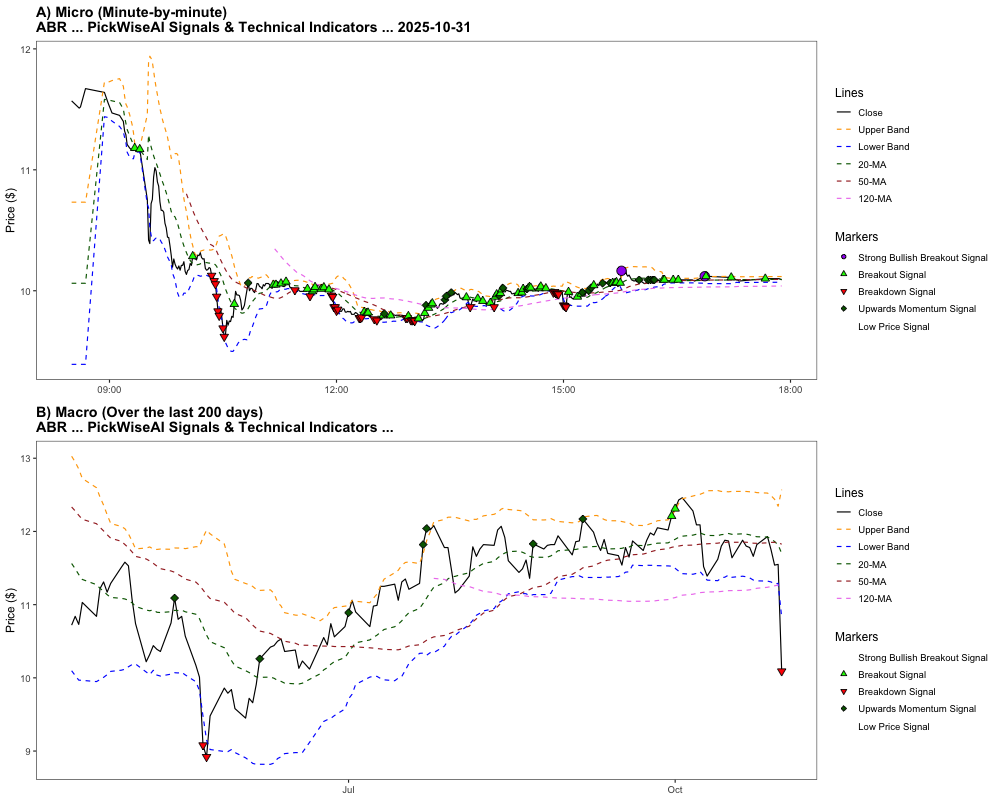 A) Micro (Minute-by-minute)
ABR ... PickWiseAI Signals & Technical Indicators ... 2025-10-31
12
11
10
Price ($)
09:00
12:00
15:00
18:00
Lines
Close
Upper Band
Lower Band
20-MA
50-MA
120-MA
Markers
Strong Bullish Breakout Signal
Breakout Signal
Breakdown Signal
Upwards Momentum Signal
Low Price Signal
B) Macro (Over the last 200 days)
ABR ... PickWiseAI Signals & Technical Indicators ...
13
12
11
10
9
Price ($)
Jul
Oct
Lines
Close
Upper Band
Lower Band
20-MA
50-MA
120-MA
Markers
Strong Bullish Breakout Signal
Breakout Signal
Breakdown Signal
Upwards Momentum Signal
Low Price Signal